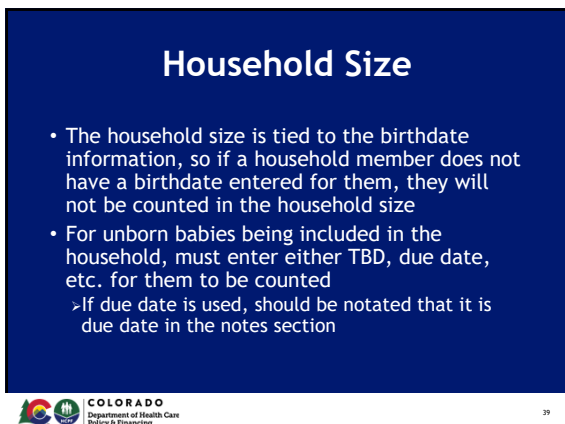 Household Size
• The household size is tied to the birthdate
information, so if a household member does not
have a birthdate entered for them, they will
not be counted in the household size
• For unborn babies being included in the
household, must enter either TBD, due date,
etc. for them to be counted
➢If due date is used, should be notated that it is
due date in the notes section
COLORADO
Department of Health Care
Policy & Financing
HCPF
39